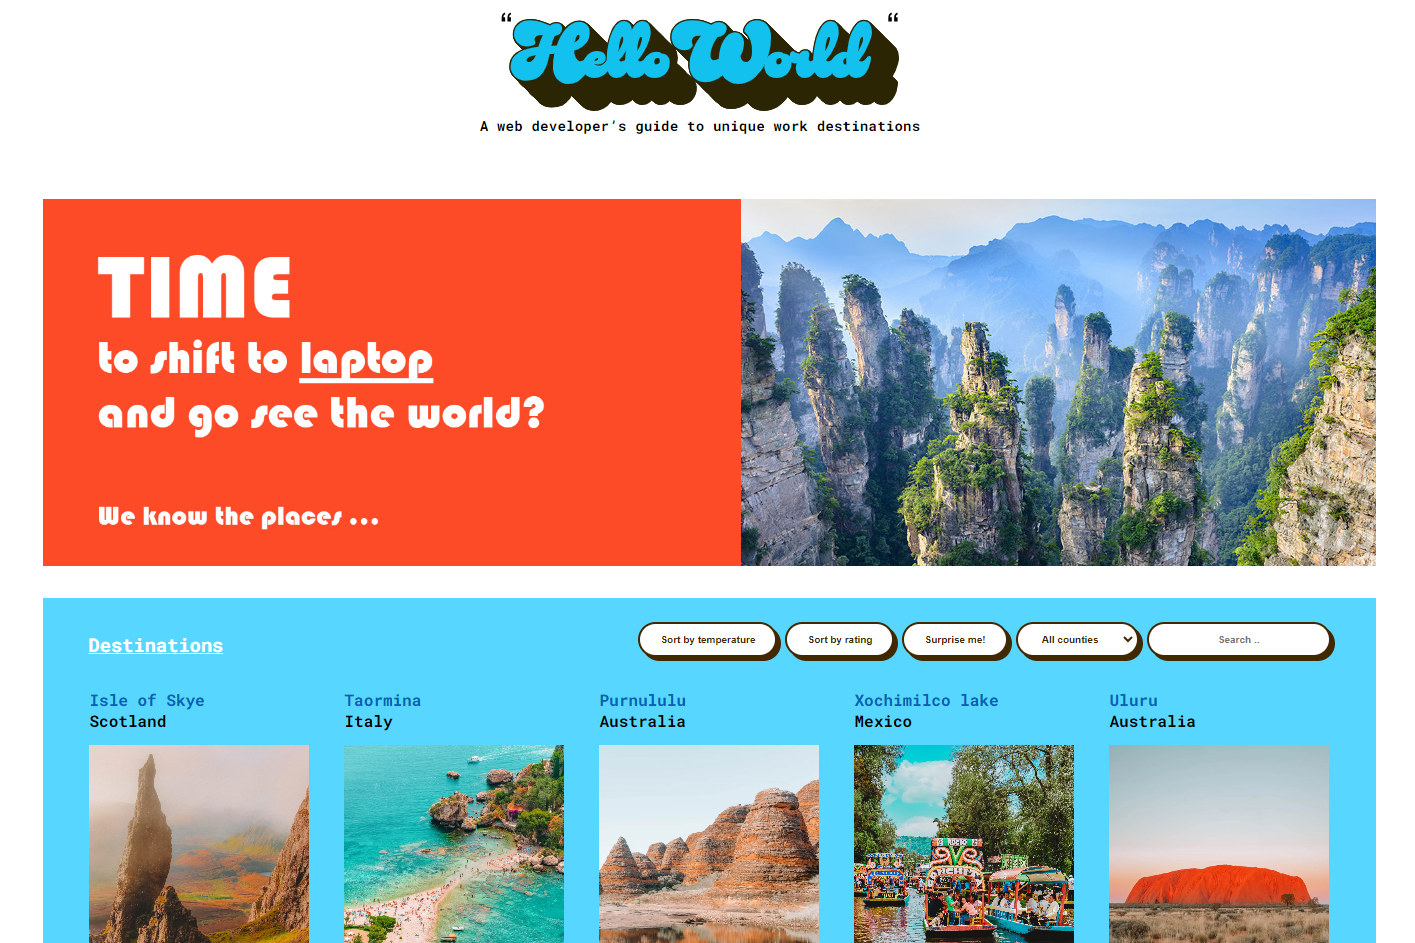 “Hello World“
A web developer's guide to unique work destinations
TIME
to shift to laptop
and go see the world?
We know the places ...
Destinations
Sort by temperature
Sort by rating
Surprise me!
All counties
Search ..
Isle of Skye
Scotland
Taormina
Italy
Purnululu
Australia
Xochimilco lake
Mexico
Uluru
Australia